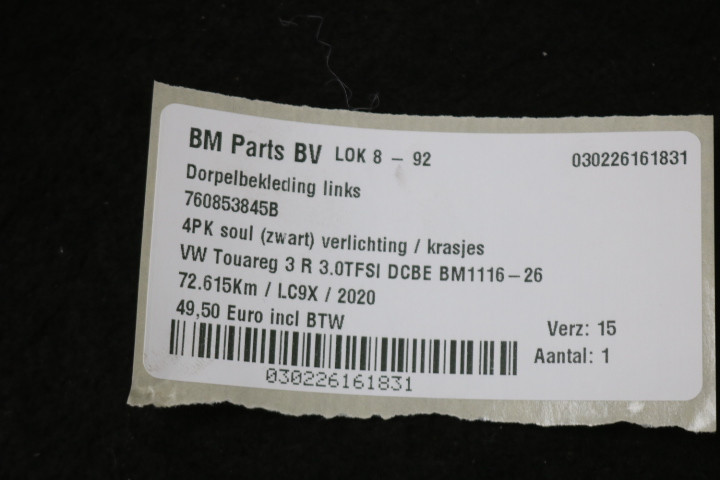 BM Parts BV LOK 8 - 92 030226161831
Dorpelbekleding links
760853845B
4PK soul (zwart) verlichting / krasjes
VW Touareg 3 R 3.0TFSI DCBE BM1116-26
72.615Km / LC9X / 2020
49,50 Euro incl BTW
Verz: 15
Aantal: 1
030226161831